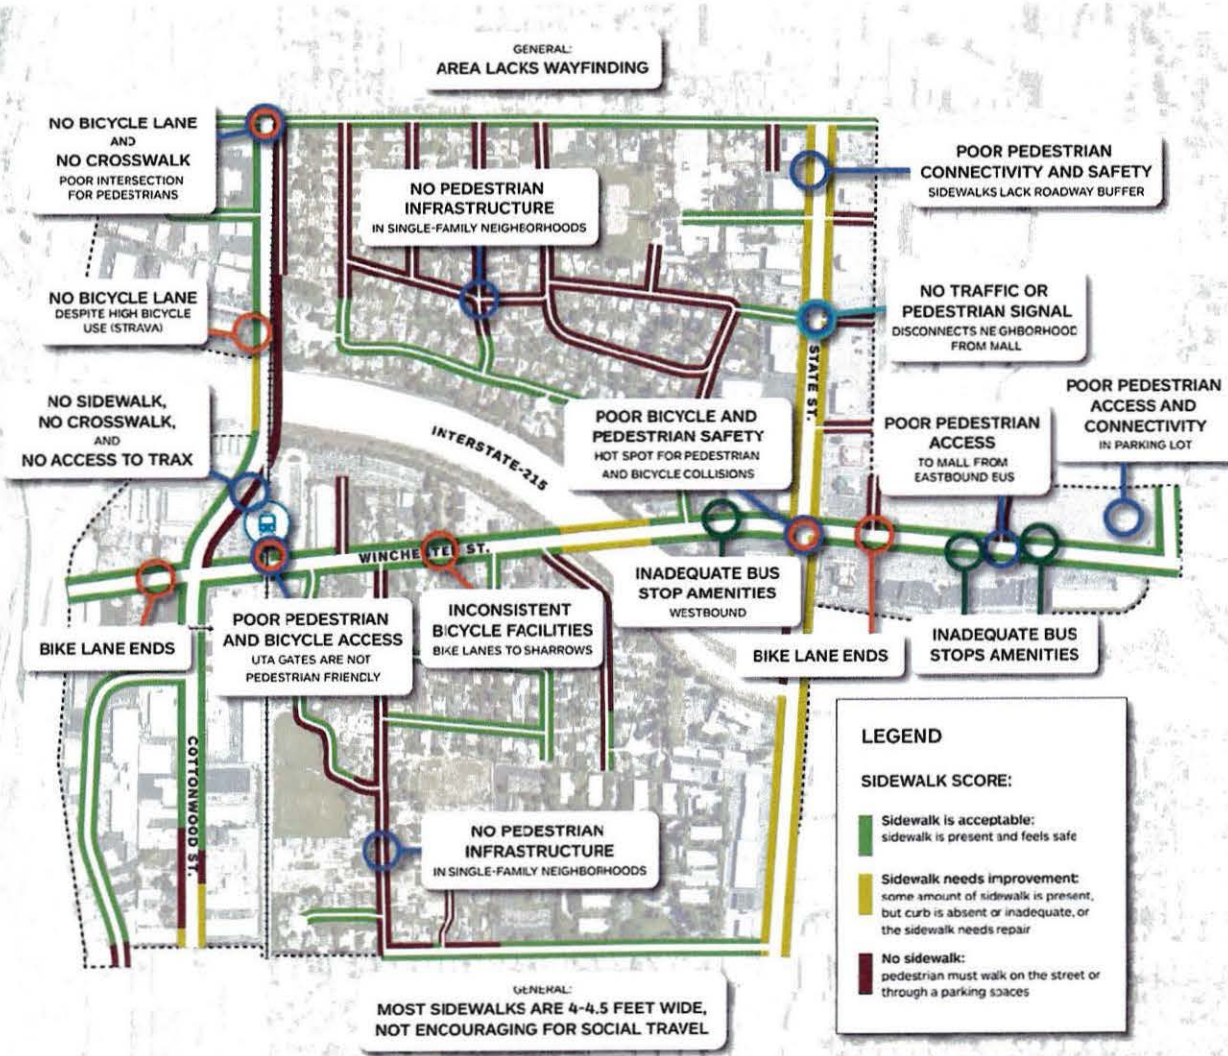 GENERAL:
AREA LACKS WAYFINDING
NO BICYCLE LANE
AND
NO CROSSWALK
POOR INTERSECTION
FOR PEDESTRIANS
NO PEDESTRIAN
INFRASTRUCTURE
IN SINGLE-FAMILY NEIGHBORHOODS
POOR PEDESTRIAN
CONNECTIVITY AND SAFETY
SIDEWALKS LACK ROADWAY BUFFER
NO BICYCLE LANE
DESPITE HIGH BICYCLE
USE (STRAVA)
NO TRAFFIC OR
PEDESTRIAN SIGNAL
DISCONNECTS NE GHBORHOOD
FROM MALL
STATE ST.
NO SIDEWALK,
NO CROSSWALK,
AND
NO ACCESS TO TRAX
INTERSTATE-215
POOR BICYCLE AND
PEDESTRIAN SAFETY
HOT SPOT FOR PEDESTRIAN
AND BICYCLE COLLISIONS
POOR PEDESTRIAN
ACCESS
TO MALL FROM
EASTBOUND BUS
POOR PEDESTRIAN
ACCESS AND
CONNECTIVITY
IN PARKING LOT
WINCHESTER ST.
BIKE LANE ENDS
POOR PEDESTRIAN
AND BICYCLE ACCESS
UTA GATES ARE NOT
PEDESTRIAN FRIENDLY
INCONSISTENT
BICYCLE FACILITIES
BIKE LANES TO SHARROWS
INADEQUATE BUS
STOP AMENITIES
WESTBOUND
BIKE LANE ENDS
INADEQUATE BUS
STOPS AMENITIES
COTTONWOOD ST.
NO PEDESTRIAN
INFRASTRUCTURE
IN SINGLE-FAMILY NEIGHBORHOODS
GENERAL:
MOST SIDEWALKS ARE 4-4.5 FEET WIDE,
NOT ENCOURAGING FOR SOCIAL TRAVEL
LEGEND
SIDEWALK SCORE:
Sidewalk is acceptable:
sidewalk is present and feels safe
Sidewalk needs improvement:
some amount of sidewalk is present,
but curb is absent or inadequate, or
the sidewalk needs repair
No sidewalk:
pedestrian must walk on the street or
through a parking spaces